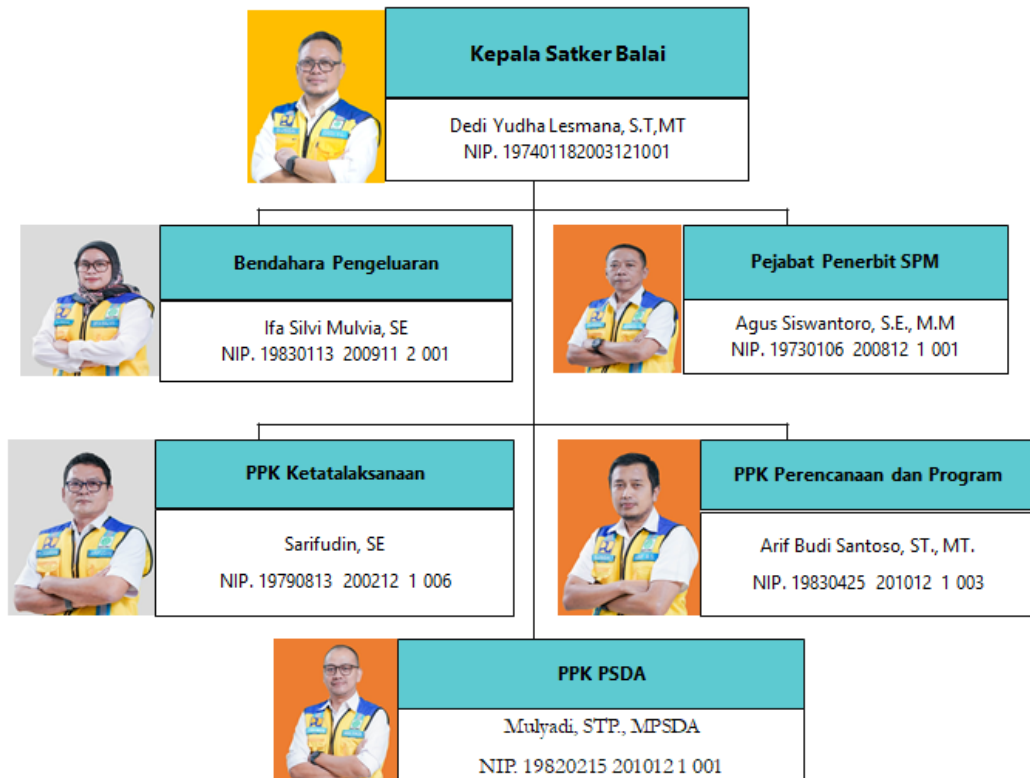 Kepala Satker Balai
Dedi Yudha Lesmana, S.T,MT
NIP. 197401182003121001
Bendahara Pengeluaran
Ifa Silvi Mulvia, SE
NIP. 19830113 200911 2 001
Pejabat Penerbit SPM
Agus Siswantoro, S.E., M.M
NIP. 19730106 200812 1 001
PPK Ketatalaksanaan
Sarifudin, SE
NIP. 19790813 200212 1 006
PPK Perencanaan dan Program
Arif Budi Santoso, ST., MT.
NIP. 19830425 201012 1 003
PPK PSDA
Mulyadi, STP., MPSDA
NIP. 19820215 201012 1 001